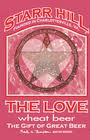 STARR HILL
THE LOVE
wheat beer
THE GIFT OF GREAT BEER